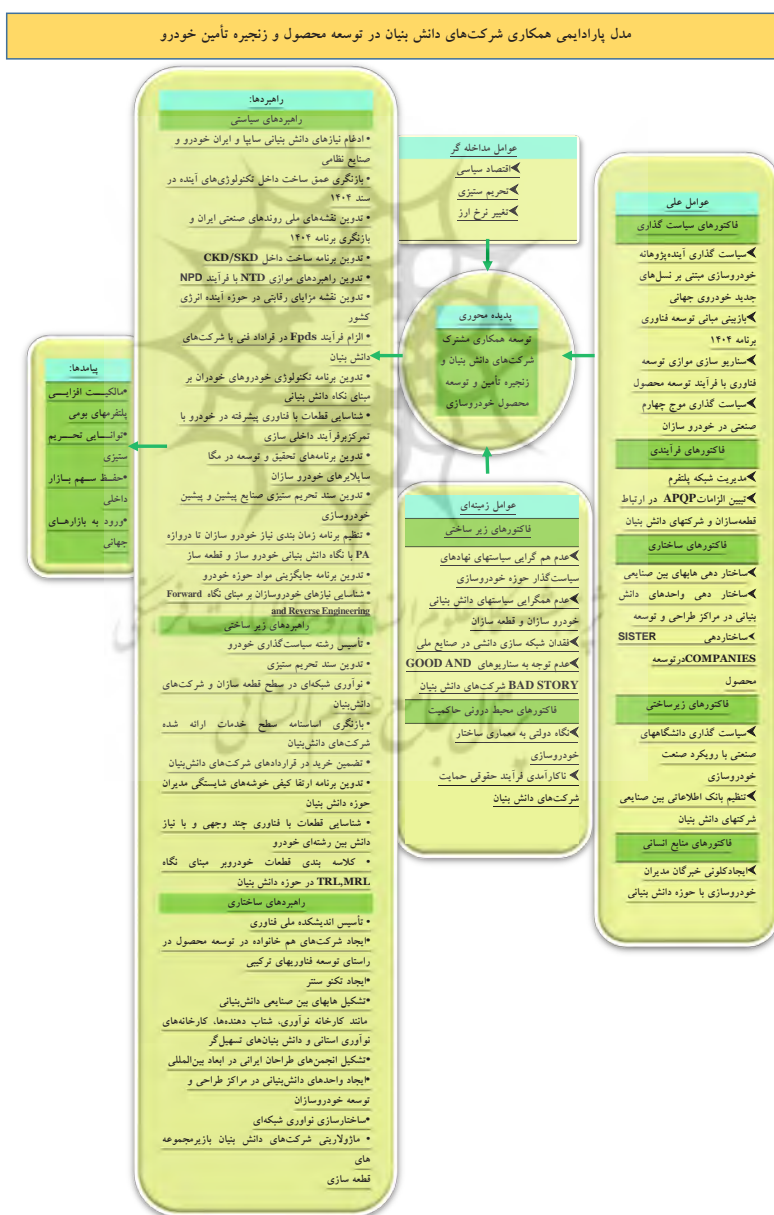 مدل پارادایمی همکاری شرکت‌های دانش بنیان در توسعه محصول و زنجیره تأمین خودرو
عوامل علی
فاکتورهای سیاست گذاری
سیاست گذاری آینده‌پژوهانه
خودروسازی مبتنی بر نسل‌های
جدید خودروی جهانی
بازبینی مبانی توسعه فناوری
برنامه ۱۴۰۴
سناریو سازی موازی توسعه
فناوری با فرآیند توسعه محصول
سیاست گذاری موج چهارم
صنعتی در خودرو سازان
فاکتورهای فرآیندی
مدیریت شبکه پلتفرم
تبیین الزاماتAPQP در ارتباط
قطعه‌سازان و شرکتهای دانش بنیان
فاکتورهای ساختاری
ساختار دهی هابهای بین صنایعی
ساختار دهی واحدهای دانش
بنیانی در مراکز طراحی و توسعه
ساختاردهی SISTER
COMPANIESدرتوسعه
محصول
فاکتورهای زیرساختی
سیاست گذاری دانشگاههای
صنعتی با رویکرد صنعت
خودروسازی
تنظیم بانک اطلاعاتی بین صنایعی
شرکتهای دانش بنیان
فاکتورهای منابع انسانی
ایجادکلونی خبرگان مدیران
خودروسازی با حوزه دانش بنیانی
عوامل مداخله گر
اقتصاد سیاسی
تحریم ستیزی
تغییر نرخ ارز
پدیده محوری
توسعه همکاری مشترک
شرکت‌های دانش بنیان و
زنجیره تأمین و توسعه
محصول خودروسازی
عوامل زمینه‌ای
فاکتورهای زیر ساختی
عدم هم گرایی سیاستهای نهادهای
سیاست‌گذار حوزه خودروسازی
عدم همگرایی سیاستهای دانش بنیانی
خودرو سازان و قطعه سازان
فقدان شبکه سازی دانشی در صنایع ملی
عدم توجه به سناریوهای GOOD AND
BAD STORY شرکت‌های دانش بنیان
فاکتورهای محیط درونی حاکمیت
نگاه دولتی به معماری ساختار
خودروسازی
ناکارآمدی فرآیند حقوقی حمایت
شرکت‌های دانش بنیان
راهبردها:
راهبردهای سیاستی
• ادغام نیازهای دانش بنیانی سایپا و ایران خودرو و
صنایع نظامی
• بازنگری عمق ساخت داخل تکنولوژی‌های آینده در
سند ۱۴۰۴
• تدوین نقشه‌های ملی روندهای صنعتی ایران و
بازنگری برنامه ۱۴۰۴
• تدوین برنامه ساخت داخل CKD/SKD
• تدوین راهبردهای موازی NTD با فرآیند NPD
• تدوین نقشه مزایای رقابتی در حوزه آینده انرژی
کشور
• الزام فرآیند Fpds در قراداد فنی با شرکت‌های
دانش بنیان
• تدوین برنامه تکنولوژی خودروهای خودران بر
مبنای نگاه دانش بنیانی
• شناسایی قطعات با فناوری پیشرفته در خودرو با
تمرکزبرفرآیند داخلی سازی
• تدوین برنامه‌های تحقیق و توسعه در مگا
ساپلایرهای خودرو سازان
• تدوین سند تحریم ستیزی صنایع پیشین و پیشین
خودروسازی
• تنظیم برنامه زمان بندی نیاز خودرو سازان تا دروازه
PA با نگاه دانش بنیانی خودرو ساز و قطعه ساز
• تدوین برنامه جایگزینی مواد حوزه خودرو
• شناسایی نیازهای خودروسازان بر مبنای نگاه Forward
and Reverse Engineering
راهبردهای زیر ساختی
• تأسیس رشته سیاست‌گذاری خودرو
• تدوین سند تحریم ستیزی
• نوآوری شبکه‌ای در سطح قطعه سازان و شرکت‌های
دانش‌بنیان
• بازنگری اساسنامه سطح خدمات ارائه شده
شرکت‌های دانش‌بنیان
• تضمین خرید در قراردادهای شرکت‌های دانش‌بنیان
• تدوین برنامه ارتقا کیفی خوشه‌های شایستگی مدیران
حوزه دانش بنیان
• شناسایی قطعات با فناوری چند وجهی و با نیاز
دانش بین رشته‌ای خودرو
• کلاسه بندی قطعات خودروبر مبنای نگاه
TRL,MRL در حوزه دانش بنیان
راهبردهای ساختاری
• تأسیس اندیشکده ملی فناوری
•ایجاد شرکت‌های هم خانواده در توسعه محصول در
راستای توسعه فناوریهای ترکیبی
•ایجاد تکنو سنتر
•تشکیل هابهای بین صنایعی دانش‌بنیانی
مانند کارخانه نوآوری، شتاب دهنده‌ها، کارخانه‌های
نوآوری استانی و دانش بنیان‌های تسهیل‌گر
•تشکیل انجمن‌های طراحان ایرانی در ابعاد بین‌المللی
•ایجاد واحدهای دانش‌بنیانی در مراکز طراحی و
توسعه خودروسازان
•ساختارسازی نواوری شبکه‌ای
• ماژولاریتی شرکت‌های دانش بنیان بازیرمجموعه
های
قطعه سازی
پیامدها:
•مالکیـــت افزایـــسی
پلتفرمهای بومی
•توانـــایی تحـــریم
ستیزی
•حفـــظ ســـهم بـــازار
داخلی
•ورود به بازارهـــای
جهانی